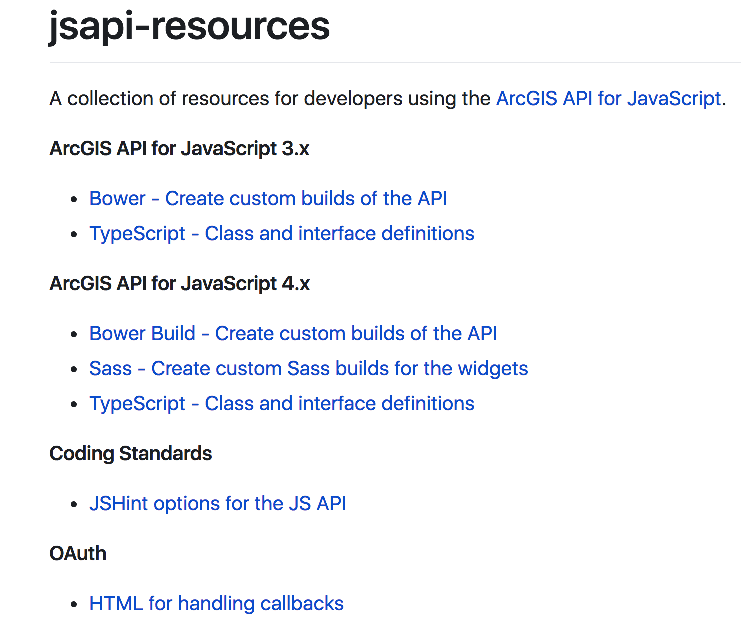 jsapi-resources
A collection of resources for developers using the ArcGIS API for JavaScript.
ArcGIS API for JavaScript 3.x
• Bower - Create custom builds of the API
• TypeScript - Class and interface definitions
ArcGIS API for JavaScript 4.x
• Bower Build - Create custom builds of the API
• Sass - Create custom Sass builds for the widgets
• TypeScript - Class and interface definitions
Coding Standards
• JSHint options for the JS API
OAuth
• HTML for handling callbacks